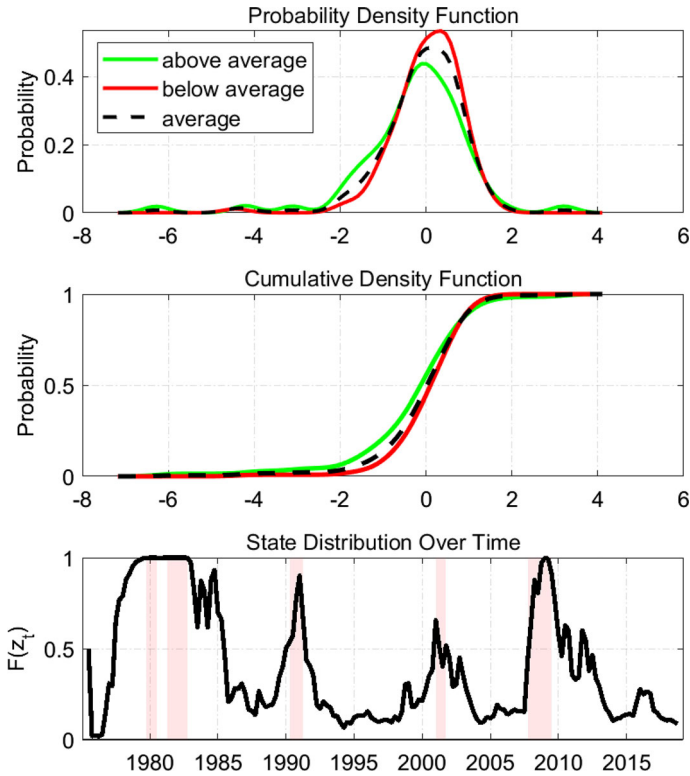 Probability Density Function
Probability
0.4
0.2
0
above average
below average
average
-8 -6 -4 -2 0 2 4 6
Cumulative Density Function
Probability
1
0.5
0
-8 -6 -4 -2 0 2 4 6
State Distribution Over Time
F(z_t)
1
0.5
0
1980 1985 1990 1995 2000 2005 2010 2015